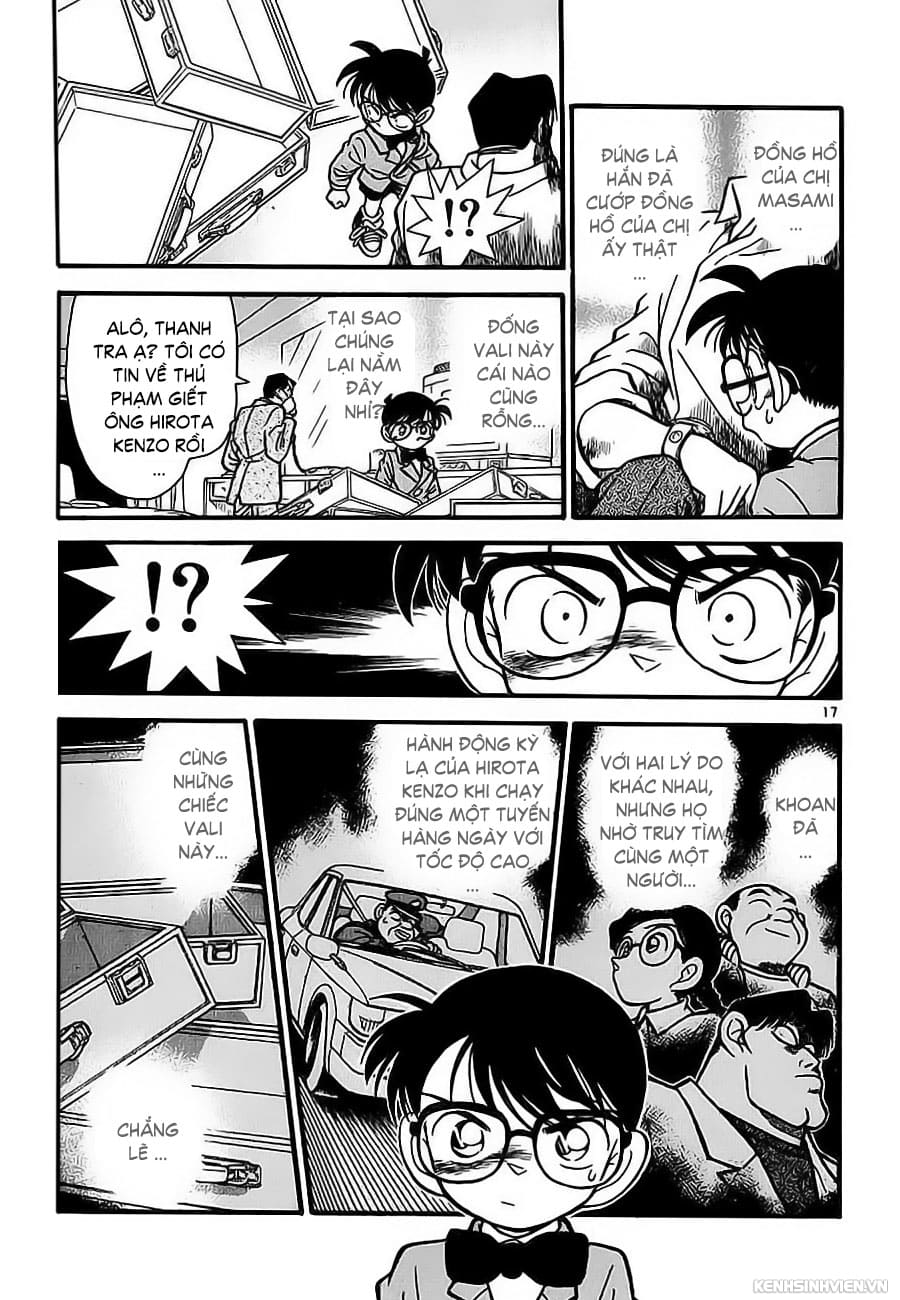 !?
ĐỒNG HỒ
CỦA CHỊ
MASAMI
...
ĐÚNG LÀ
HẮN ĐÃ
CƯỚP ĐỒNG
HỒ CỦA CHỊ
ẤY THẬT
...
ĐỐNG
VALI NÀY
CÁI NÀO
CŨNG
RỖNG...
TẠI SAO
CHÚNG
LẠI NẰM
ĐÂY
NHỈ?
ALÔ, THANH
TRA Ạ? TÔI CÓ
TIN VỀ THỦ
PHẠM GIẾT
ÔNG HIROTA
KENZO RỒI
...
!?
17
KHOAN
ĐÃ
...
VỚI HAI LÝ DO
KHÁC NHAU,
NHƯNG HỌ
NHỜ TRUY TÌM
CÙNG MỘT
NGƯỜI...
HÀNH ĐỘNG KỲ
LẠ CỦA HIROTA
KENZO KHI CHẠY
ĐÚNG MỘT TUYẾN
HÀNG NGÀY VỚI
TỐC ĐỘ CAO
...
CÙNG
NHỮNG
CHIẾC
VALI
NÀY...
CHẲNG
LẼ ...
KENHSINHVIEN.VN